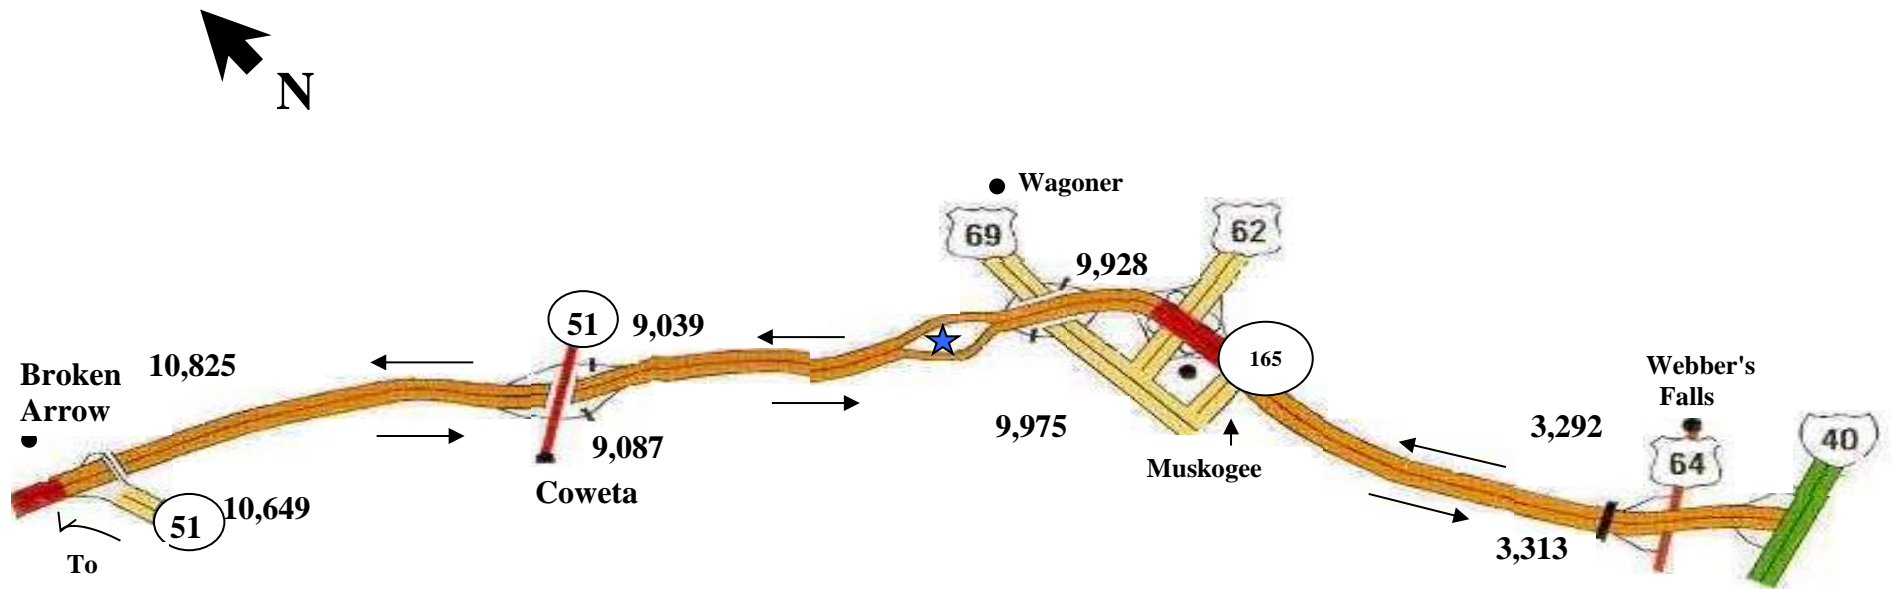 N
Wagoner
69
62
9,928
51
9,039
165
Broken
Arrow
10,825
Webber's
Falls
9,087
9,975
3,292
40
64
Muskogee
Coweta
51
10,649
3,313
To